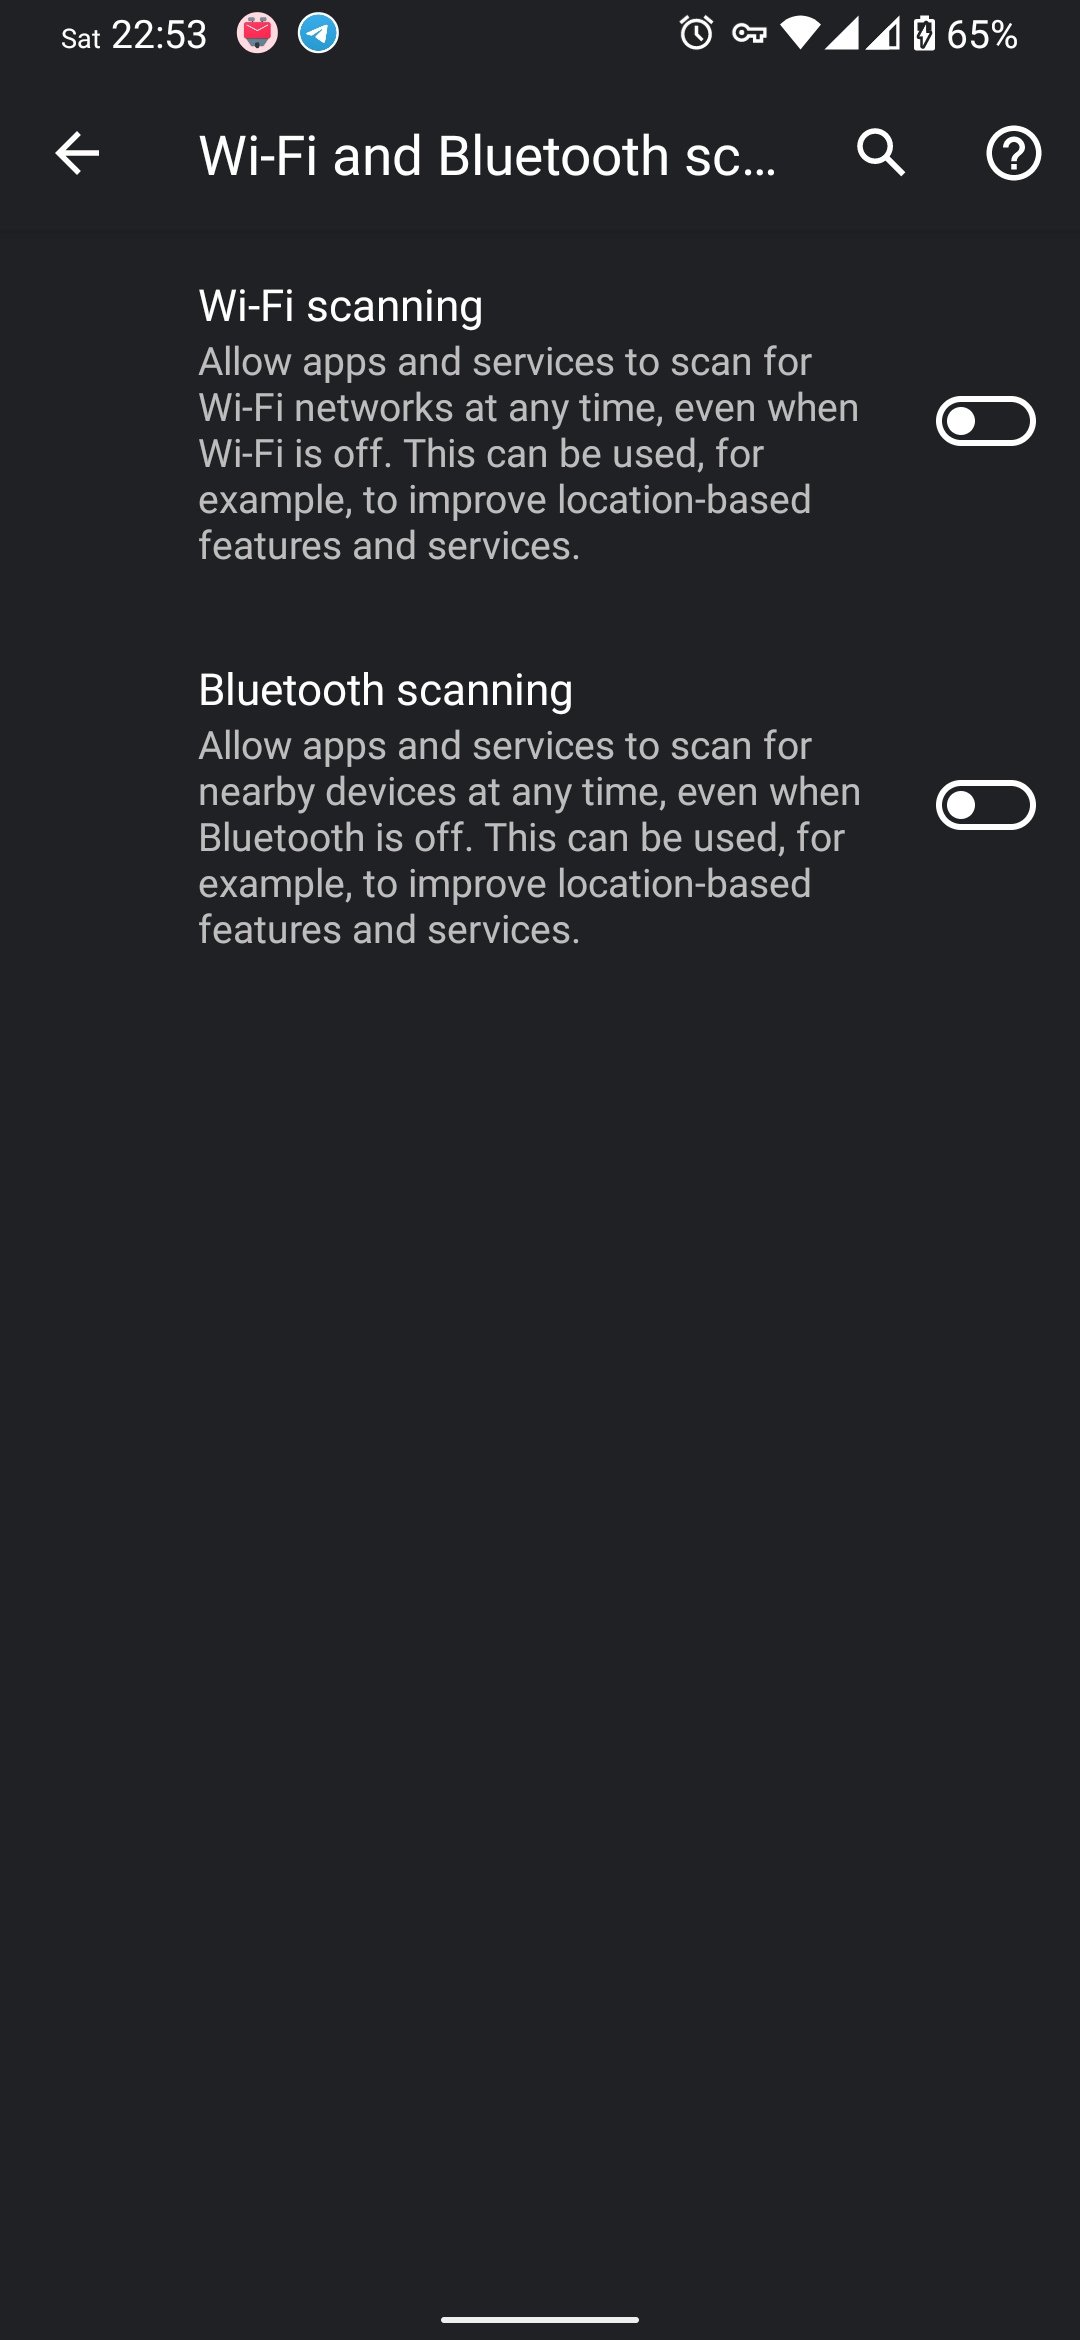 Sat 22:53 65%
Wi-Fi and Bluetooth sc...
Wi-Fi scanning
Allow apps and services to scan for
Wi-Fi networks at any time, even when
Wi-Fi is off. This can be used, for
example, to improve location-based
features and services.
Bluetooth scanning
Allow apps and services to scan for
nearby devices at any time, even when
Bluetooth is off. This can be used, for
example, to improve location-based
features and services.